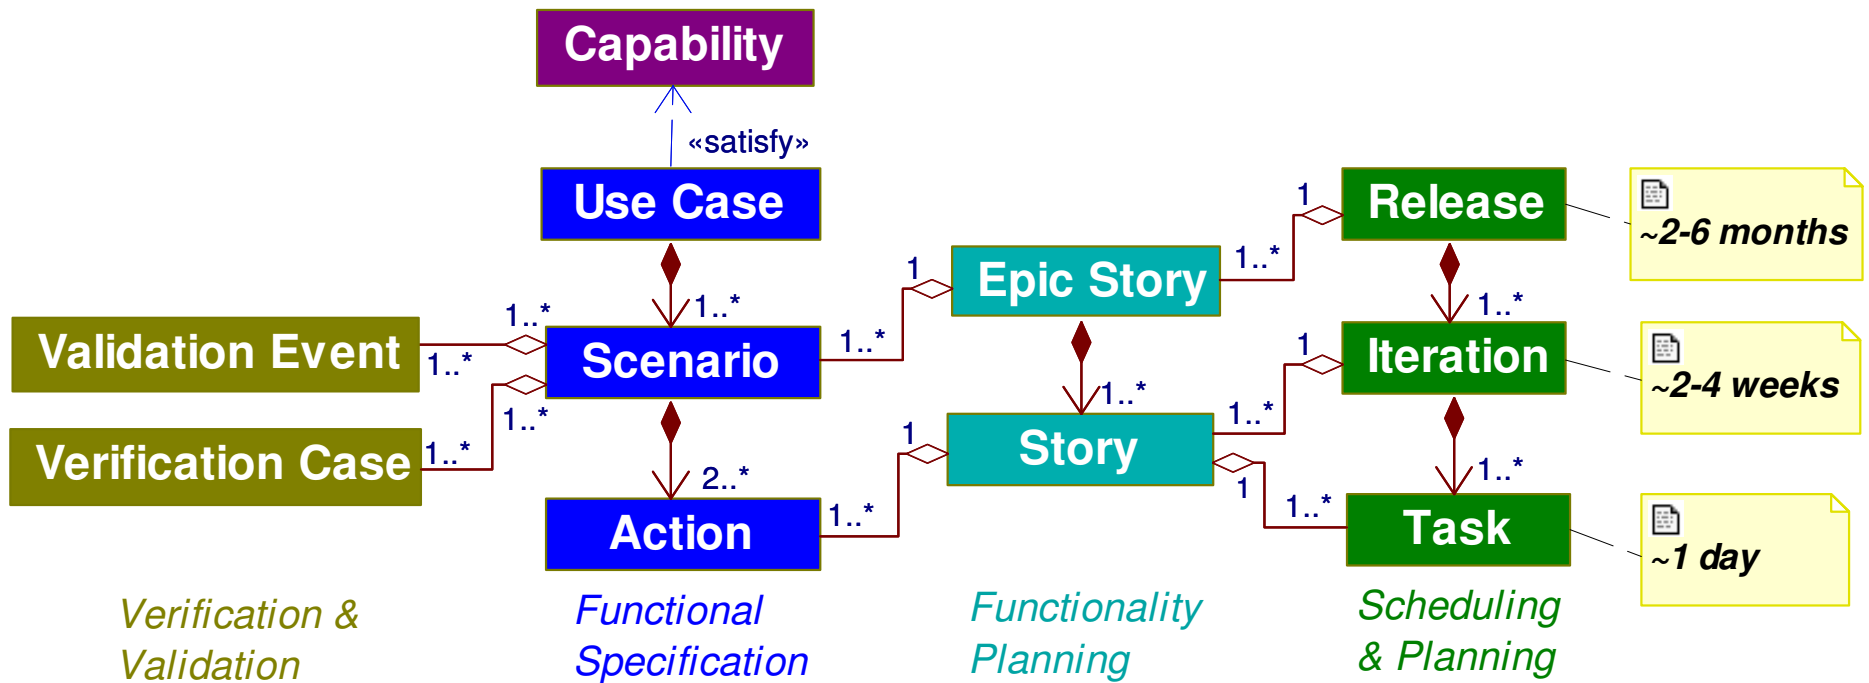 Capability
«satisfy»
Use Case
1..*
Validation Event
1..*
1..*
Scenario
Verification Case
1..*
1..*
2..*
Action
1
1..*
Epic Story
1..*
1
1..*
Story
1
1..*
1
1..*
1
1..*
Release
~2-6 months
1..*
Iteration
~2-4 weeks
1..*
1
Task
~1 day
1..*
Verification &
Validation
Functional
Specification
Functionality
Planning
Scheduling
& Planning